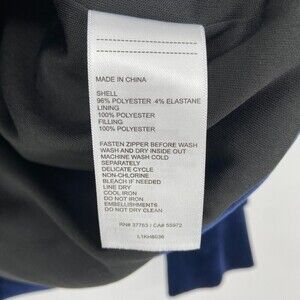 MADE IN CHINA
SHELL
96% POLYESTER 4% ELASTANE
LINING
100% POLYESTER
FILLING
100% POLYESTER
FASTEN ZIPPER BEFORE WASH
WASH AND DRY INSIDE OUT
MACHINE WASH COLD
SEPARATELY
DELICATE CYCLE
NON-CHLORINE
BLEACH IF NEEDED
LINE DRY
COOL IRON
DO NOT IRON
EMBELLISHMENTS
DO NOT DRY CLEAN
RN# 37763 / CA# 55972
L1KH8036